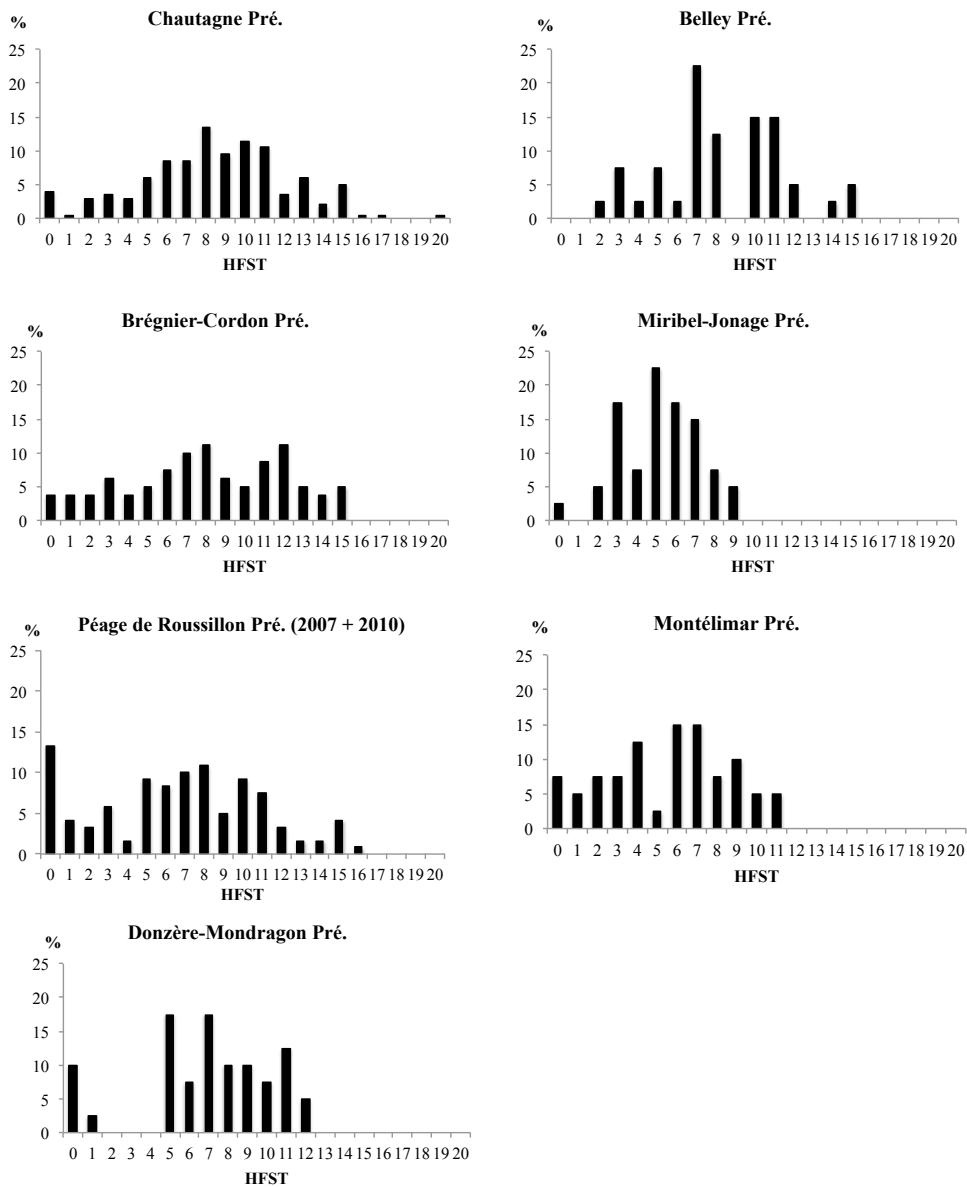 Chautagne Pré.
%
25
20
15
10
5
0
0 1 2 3 4 5 6 7 8 9 10 11 12 13 14 15 16 17 18 19 20
HFST
Belley Pré.
%
25
20
15
10
5
0
0 1 2 3 4 5 6 7 8 9 10 11 12 13 14 15 16 17 18 19 20
HFST
Brégnier-Cordon Pré.
%
25
20
15
10
5
0
0 1 2 3 4 5 6 7 8 9 10 11 12 13 14 15 16 17 18 19 20
HFST
Miribel-Jonage Pré.
%
25
20
15
10
5
0
0 1 2 3 4 5 6 7 8 9 10 11 12 13 14 15 16 17 18 19 20
HFST
Péage de Roussillon Pré. (2007 + 2010)
%
25
20
15
10
5
0
0 1 2 3 4 5 6 7 8 9 10 11 12 13 14 15 16 17 18 19 20
HFST
Montélimar Pré.
%
25
20
15
10
5
0
0 1 2 3 4 5 6 7 8 9 10 11 12 13 14 15 16 17 18 19 20
HFST
Donzère-Mondragon Pré.
%
25
20
15
10
5
0
0 1 2 3 4 5 6 7 8 9 10 11 12 13 14 15 16 17 18 19 20
HFST